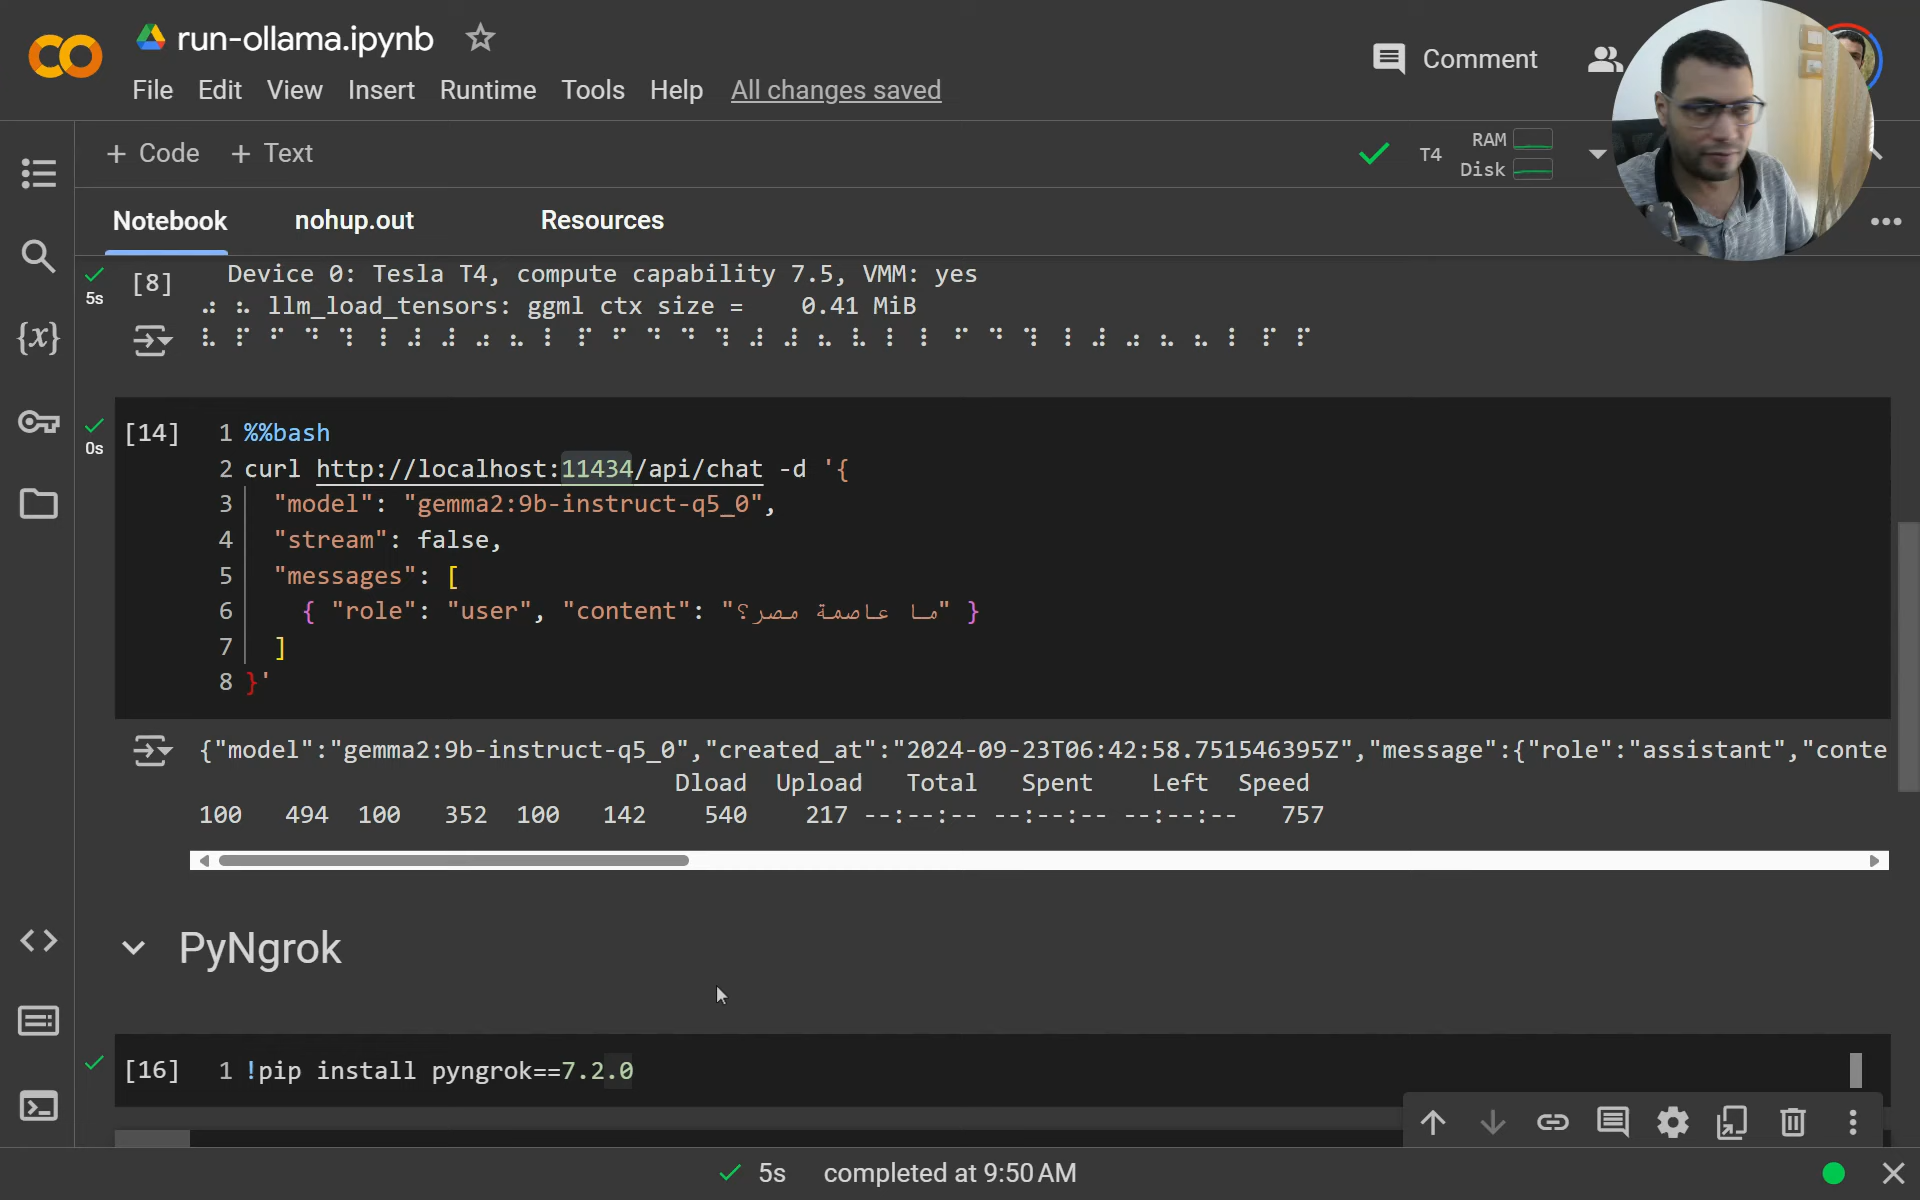 run-ollama.ipynb
Comment
File Edit View Insert Runtime Tools Help All changes saved
+ Code + Text
T4
RAM
Disk
Notebook nohup.out Resources
5s
[8]
Device 0: Tesla T4, compute capability 7.5, VMM: yes
llm_load_tensors: ggml ctx size = 0.41 MiB
0s
[14]
1 %%bash
2 curl http://localhost:11434/api/chat -d '{
3 "model": "gemma2:9b-instruct-q5_0",
4 "stream": false,
5 "messages": [
6 { "role": "user", "content": "ما عاصمة مصر؟" }
7 ]
8 }'
{"model":"gemma2:9b-instruct-q5_0","created_at":"2024-09-23T06:42:58.751546395Z","message":{"role":"assistant","conte
Dload Upload Total Spent Left Speed
100 494 100 352 100 142 540 217 --:--:-- --:--:-- --:--:-- 757
PyNgrok
[16]
1 !pip install pyngrok==7.2.0
5s completed at 9:50 AM